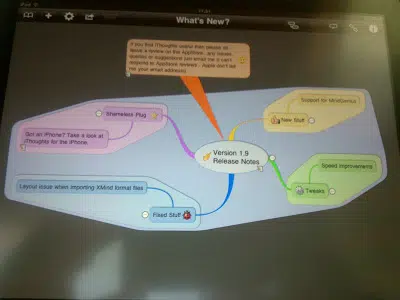 iPad
What's New?
If you find iThoughts useful then please do
leave a review on the AppStore, any issues,
queries or suggestions just email me (I can't
respond to AppStore reviews - Apple don't tell
me your email address).
Support for MindGenius
New Stuff
Shameless Plug
Got an iPhone? Take a look at
iThoughts for the iPhone.
Version 1.9
Release Notes
Speed improvements
Tweaks
Layout issue when importing XMind format files
Fixed Stuff